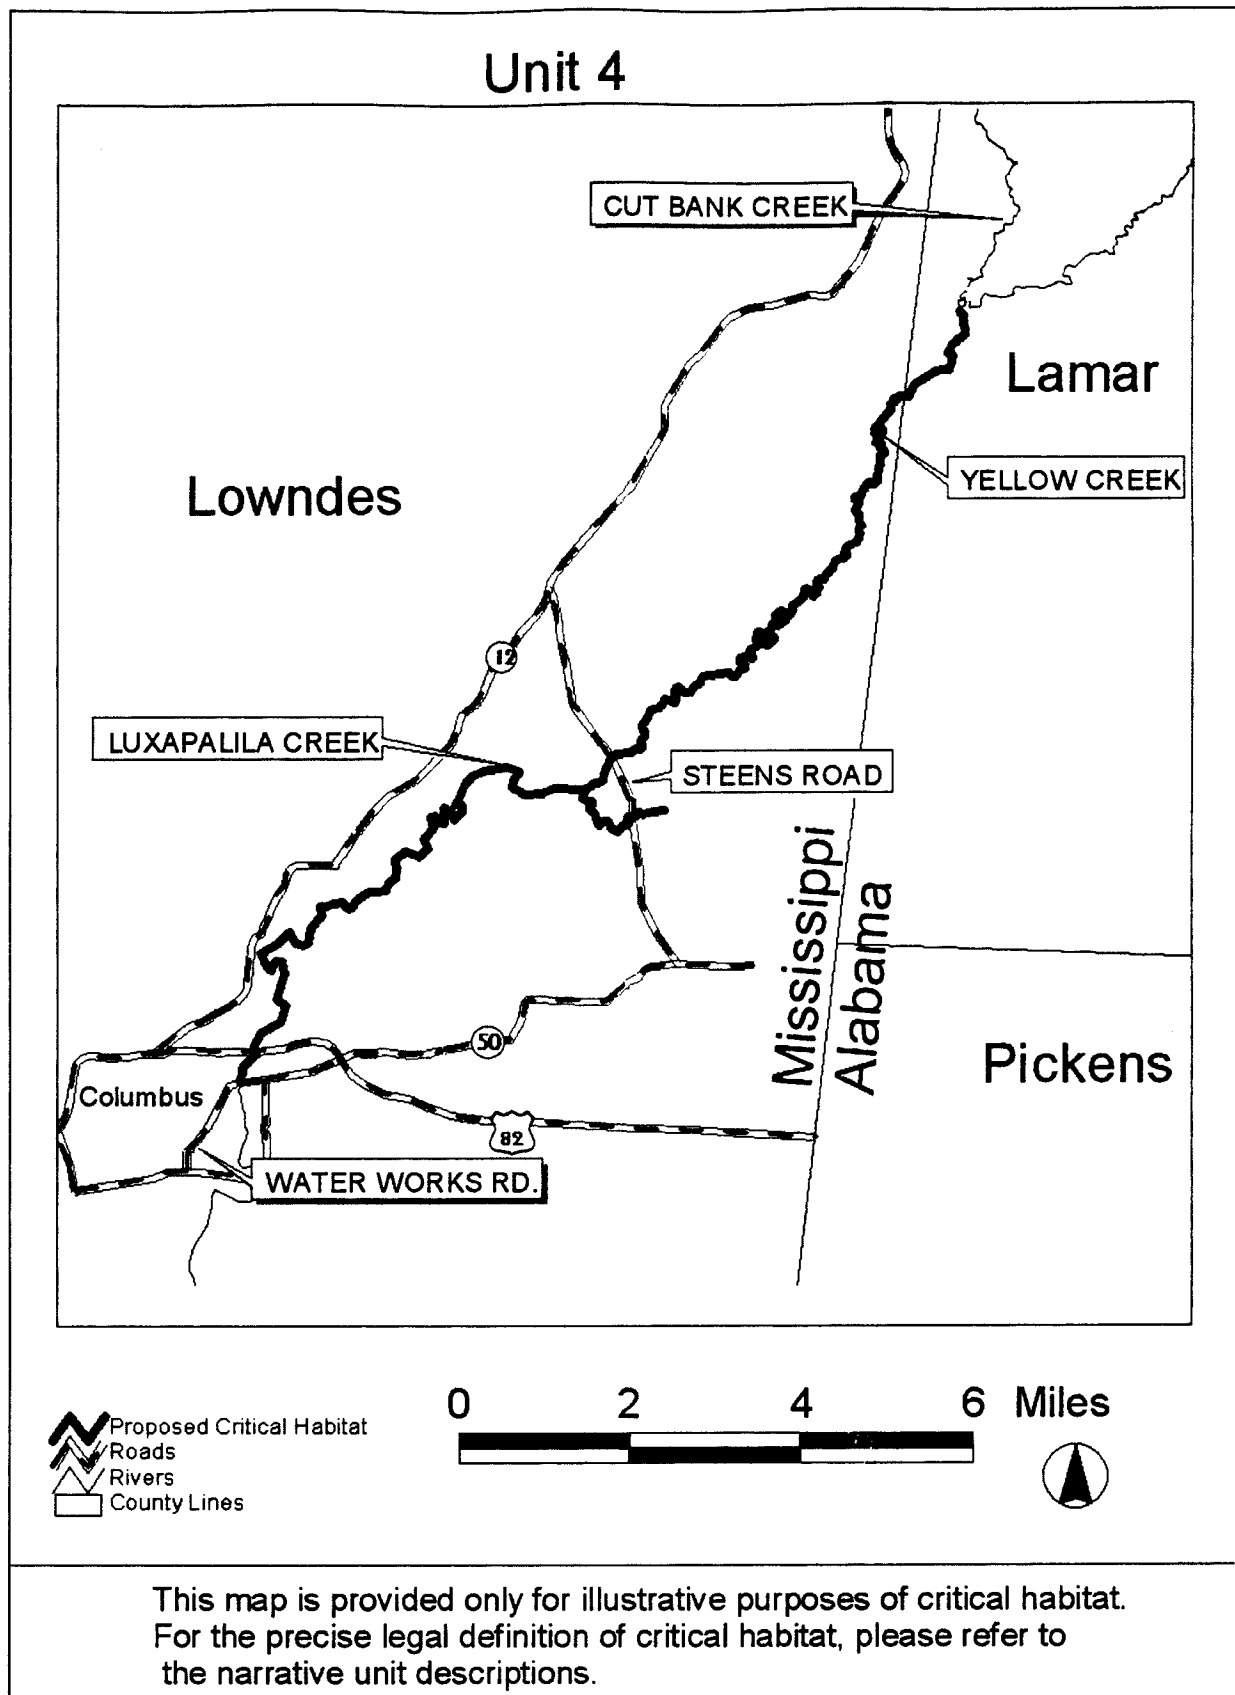 Unit 4
CUT BANK CREEK
Lamar
YELLOW CREEK
Lowndes
12
LUXAPALILA CREEK
STEENS ROAD
Mississippi
Alabama
50
Pickens
Columbus
82
WATER WORKS RD.
0 2 4 6 Miles
Proposed Critical Habitat
Roads
Rivers
County Lines
This map is provided only for illustrative purposes of critical habitat.
For the precise legal definition of critical habitat, please refer to
the narrative unit descriptions.